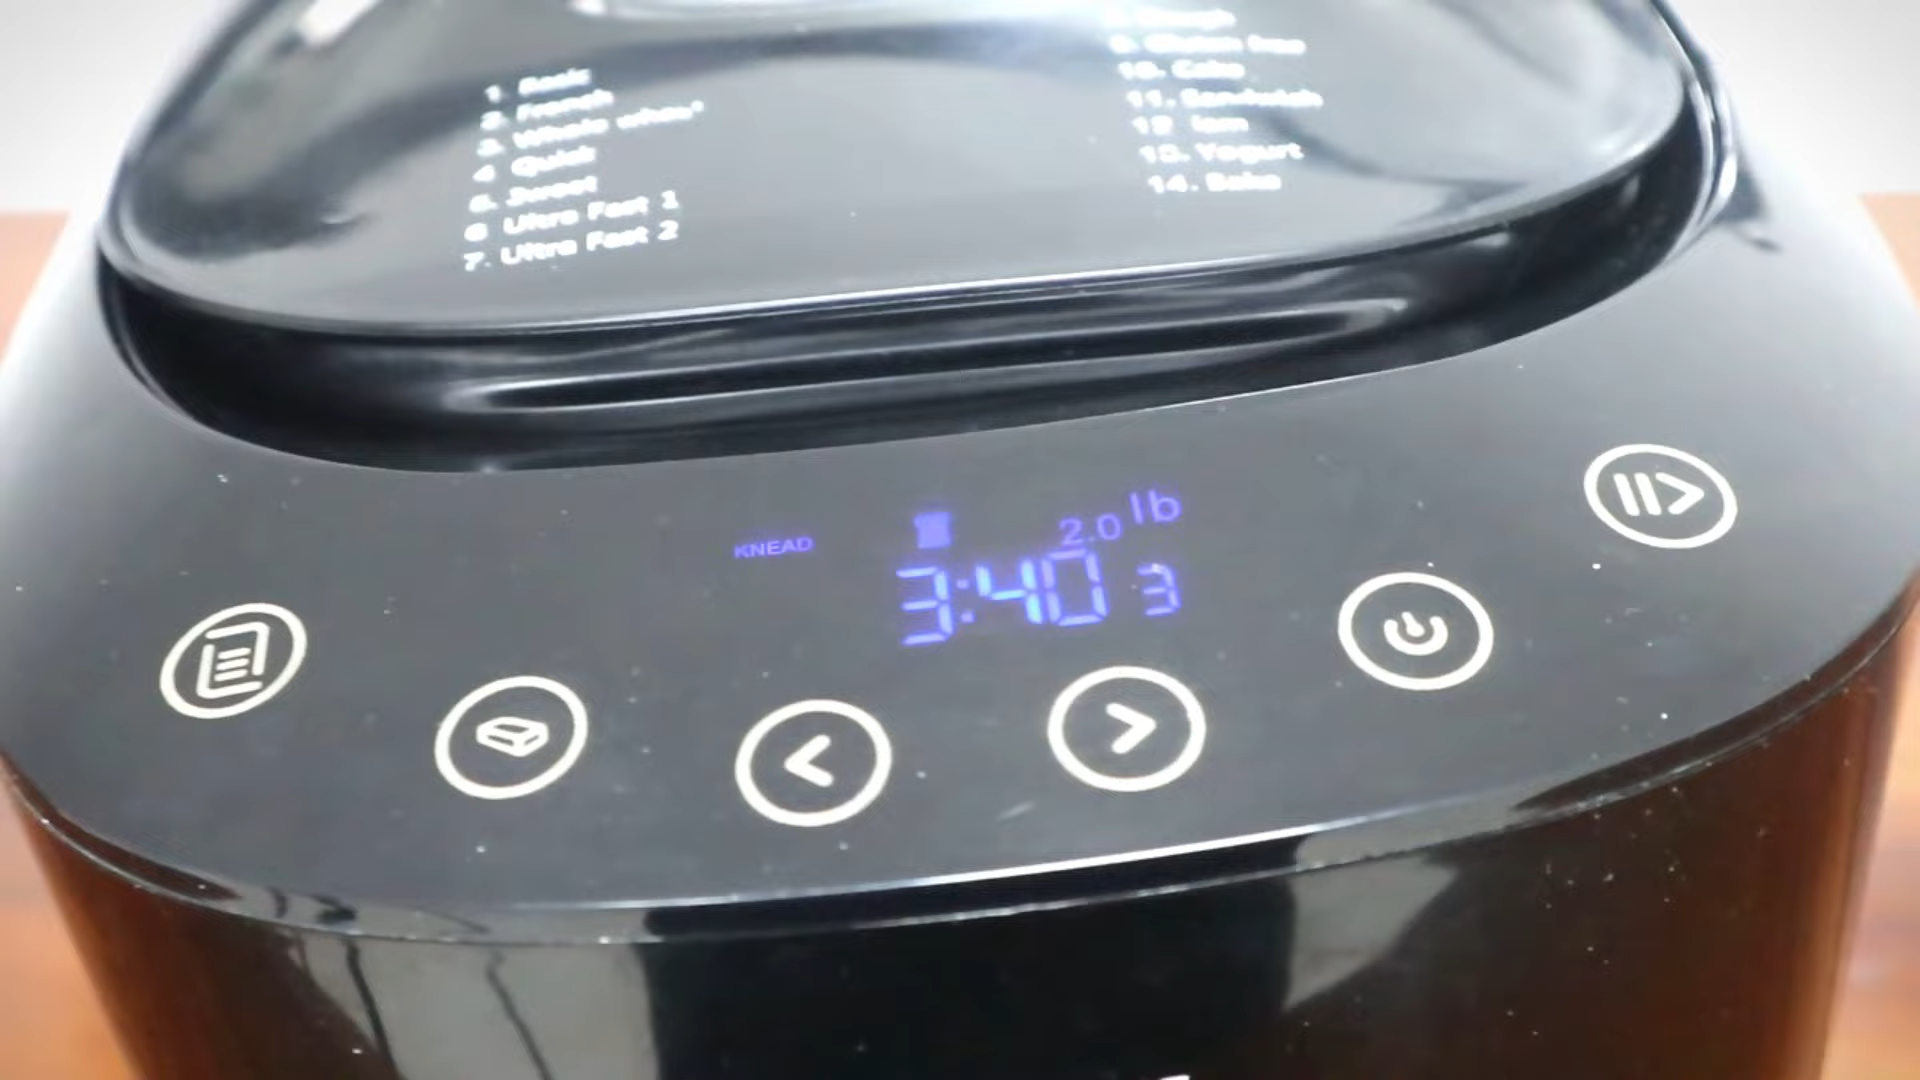 1. Basic
2. French
3. Whole wheat
4. Quick
5. Sweet
6. Ultra Fast 1
7. Ultra Fast 2
9. Gluten free
10. Cake
11. Sandwich
12. Jam
13. Yogurt
14. Bake
KNEAD
2.0 lb
3:40 3